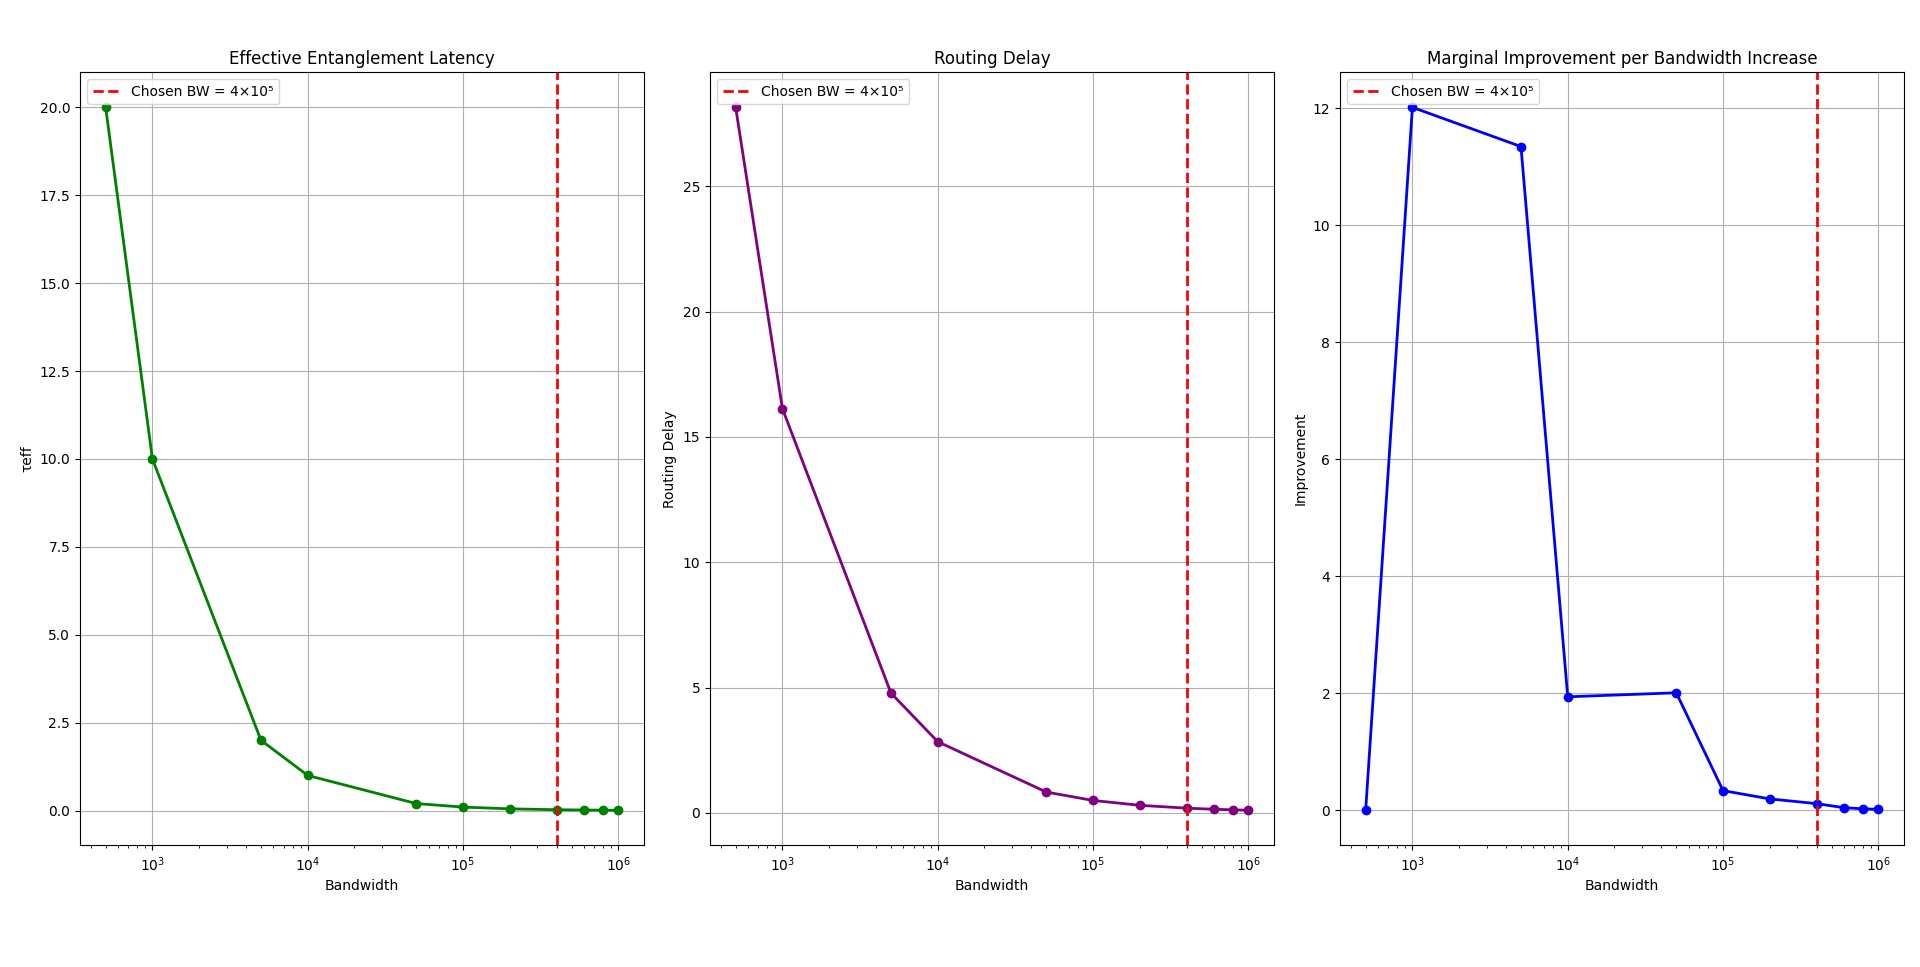 Effective Entanglement Latency
Chosen BW = 4×10⁵
20.0
17.5
15.0
12.5
10.0
7.5
5.0
2.5
0.0
τeff
10³
10⁴
10⁵
10⁶
Bandwidth
Routing Delay
Chosen BW = 4×10⁵
25
20
15
10
5
0
Routing Delay
10³
10⁴
10⁵
10⁶
Bandwidth
Marginal Improvement per Bandwidth Increase
Chosen BW = 4×10⁵
12
10
8
6
4
2
0
Improvement
10³
10⁴
10⁵
10⁶
Bandwidth